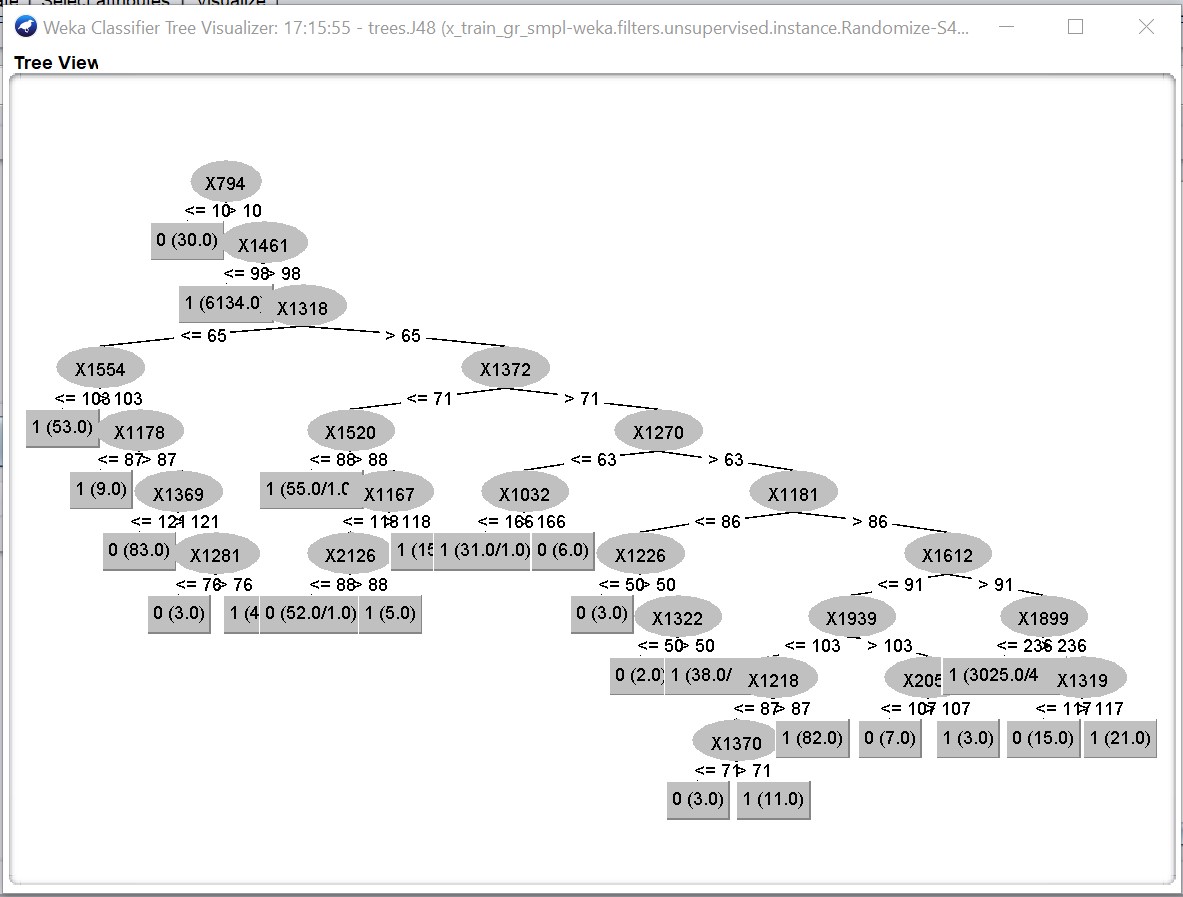 Select attributes | Visualize |
Weka Classifier Tree Visualizer: 17:15:55 - trees.J48 (x_train_gr_smpl-weka.filters.unsupervised.instance.Randomize-S4...
Tree View
X794
<= 10 > 10
0 (30.0) X1461
<= 98 > 98
1 (6134.0) X1318
<= 65 > 65
X1554 X1372
<= 103 > 103 <= 71 > 71
1 (53.0) X1178 X1520 X1270
<= 87 > 87 <= 88 > 88 <= 63 > 63
1 (9.0) X1369 1 (55.0/1.0 X1167 X1032 X1181
<= 121 > 121 <= 118 > 118 <= 166 > 166 <= 86 > 86
0 (83.0) X1281 X2126 1 (15 1 (31.0/1.0) 0 (6.0) X1226 X1612
<= 76 > 76 <= 88 > 88 <= 50 > 50 <= 91 > 91
0 (3.0) 1 (4 0 (52.0/1.0) 1 (5.0) 0 (3.0) X1322 X1939 X1899
<= 50 > 50 <= 103 > 103 <= 236 > 236
0 (2.0) 1 (38.0/ X1218 X205 1 (3025.0/4 X1319
<= 87 > 87 <= 107 > 107 <= 117 > 117
X1370 1 (82.0) 0 (7.0) 1 (3.0) 0 (15.0) 1 (21.0)
<= 71 > 71
0 (3.0) 1 (11.0)